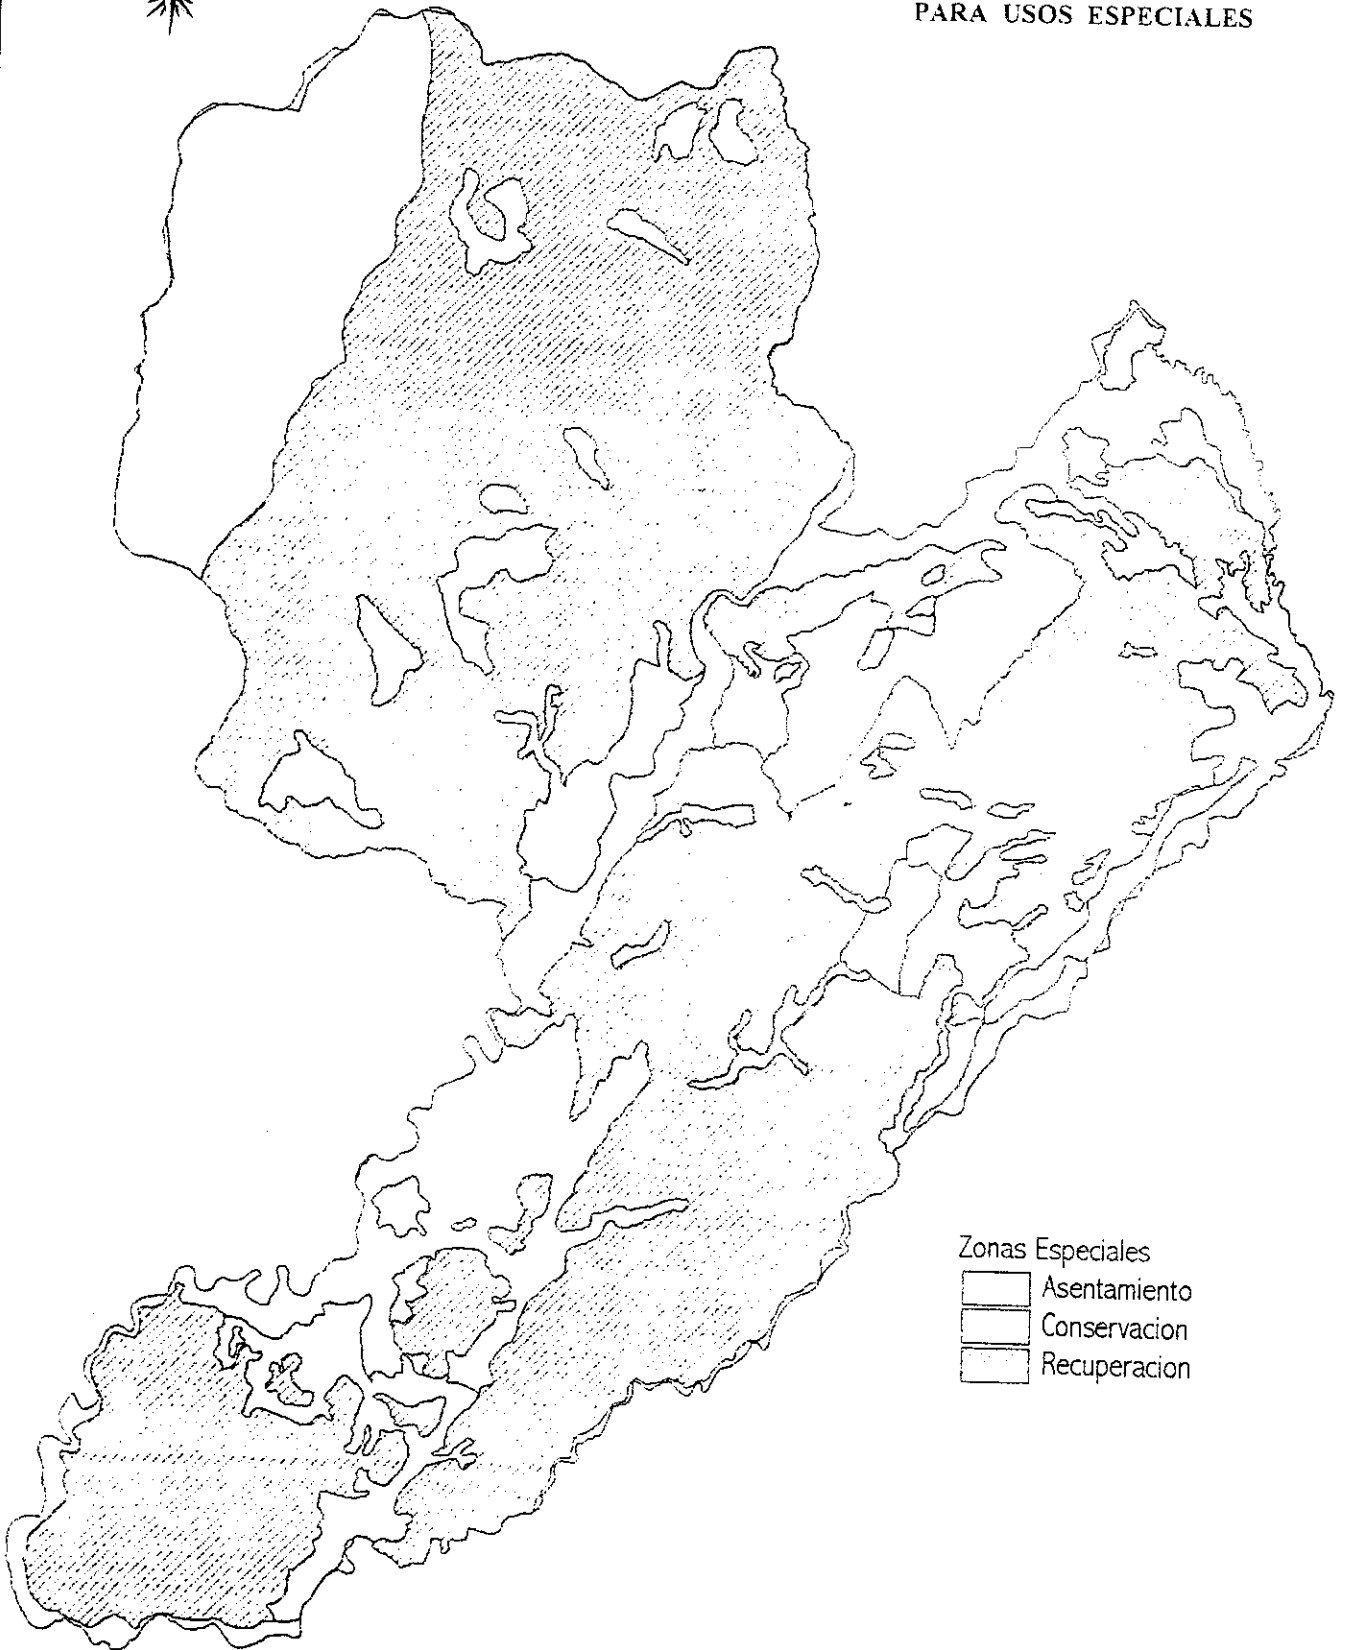 PARA USOS ESPECIALES
Zonas Especiales
Asentamiento
Conservacion
Recuperacion